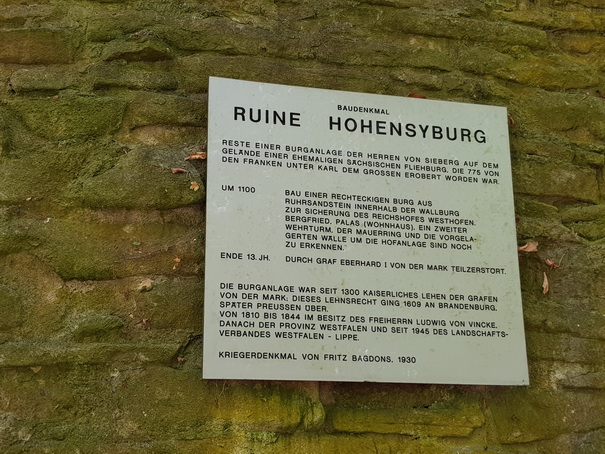 BAUDENKMAL
RUINE HOHENSYBURG
RESTE EINER BURGANLAGE DER HERREN VON SIEBERG AUF DEM
GELÄNDE EINER EHEMALIGEN SÄCHSISCHEN FLIEHBURG, DIE 775 VON
DEN FRANKEN UNTER KARL DEM GROSSEN EROBERT WORDEN WAR.
UM 1100 BAU EINER RECHTECKIGEN BURG AUS
RUHRSANDSTEIN INNERHALB DER WALLBURG
ZUR SICHERUNG DES REICHSHOFES WESTHOFEN.
BERGFRIED, PALAS (WOHNHAUS), EIN ZWEITER
WEHRTURM, DER MAUERRING UND DIE VORGELA-
GERTEN WÄLLE UM DIE HOFANLAGE SIND NOCH
ZU ERKENNEN.
ENDE 13. JH. DURCH GRAF EBERHARD I VON DER MARK TEILZERSTÖRT.
DIE BURGANLAGE WAR SEIT 1300 KAISERLICHES LEHEN DER GRAFEN
VON DER MARK; DIESES LEHNSRECHT GING 1609 AN BRANDENBURG,
SPÄTER PREUSSEN ÜBER.
VON 1810 BIS 1844 IM BESITZ DES FREIHERRN LUDWIG VON VINCKE,
DANACH DER PROVINZ WESTFALEN UND SEIT 1945 DES LANDSCHAFTS-
VERBANDES WESTFALEN - LIPPE.
KRIEGERDENKMAL VON FRITZ BAGDONS, 1930